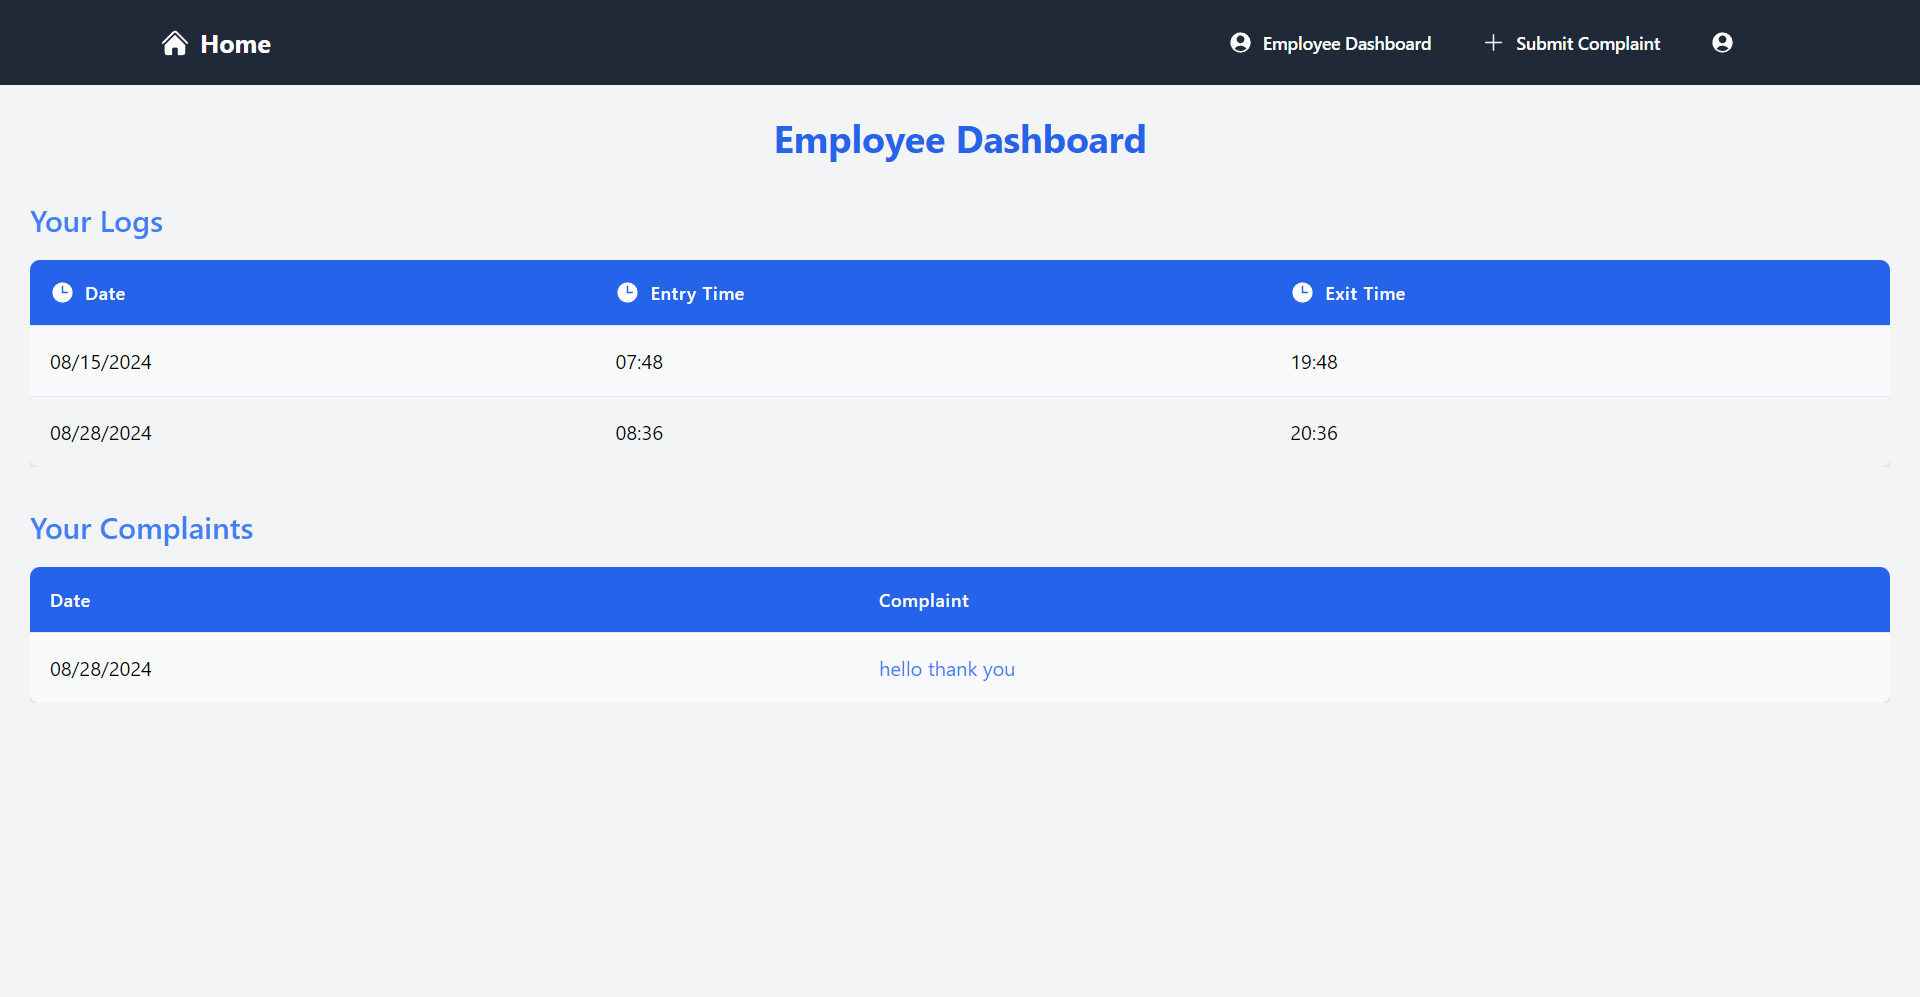 Home Employee Dashboard Submit Complaint
Employee Dashboard
Your Logs
Date Entry Time Exit Time
08/15/2024 07:48 19:48
08/28/2024 08:36 20:36
Your Complaints
Date Complaint
08/28/2024 hello thank you